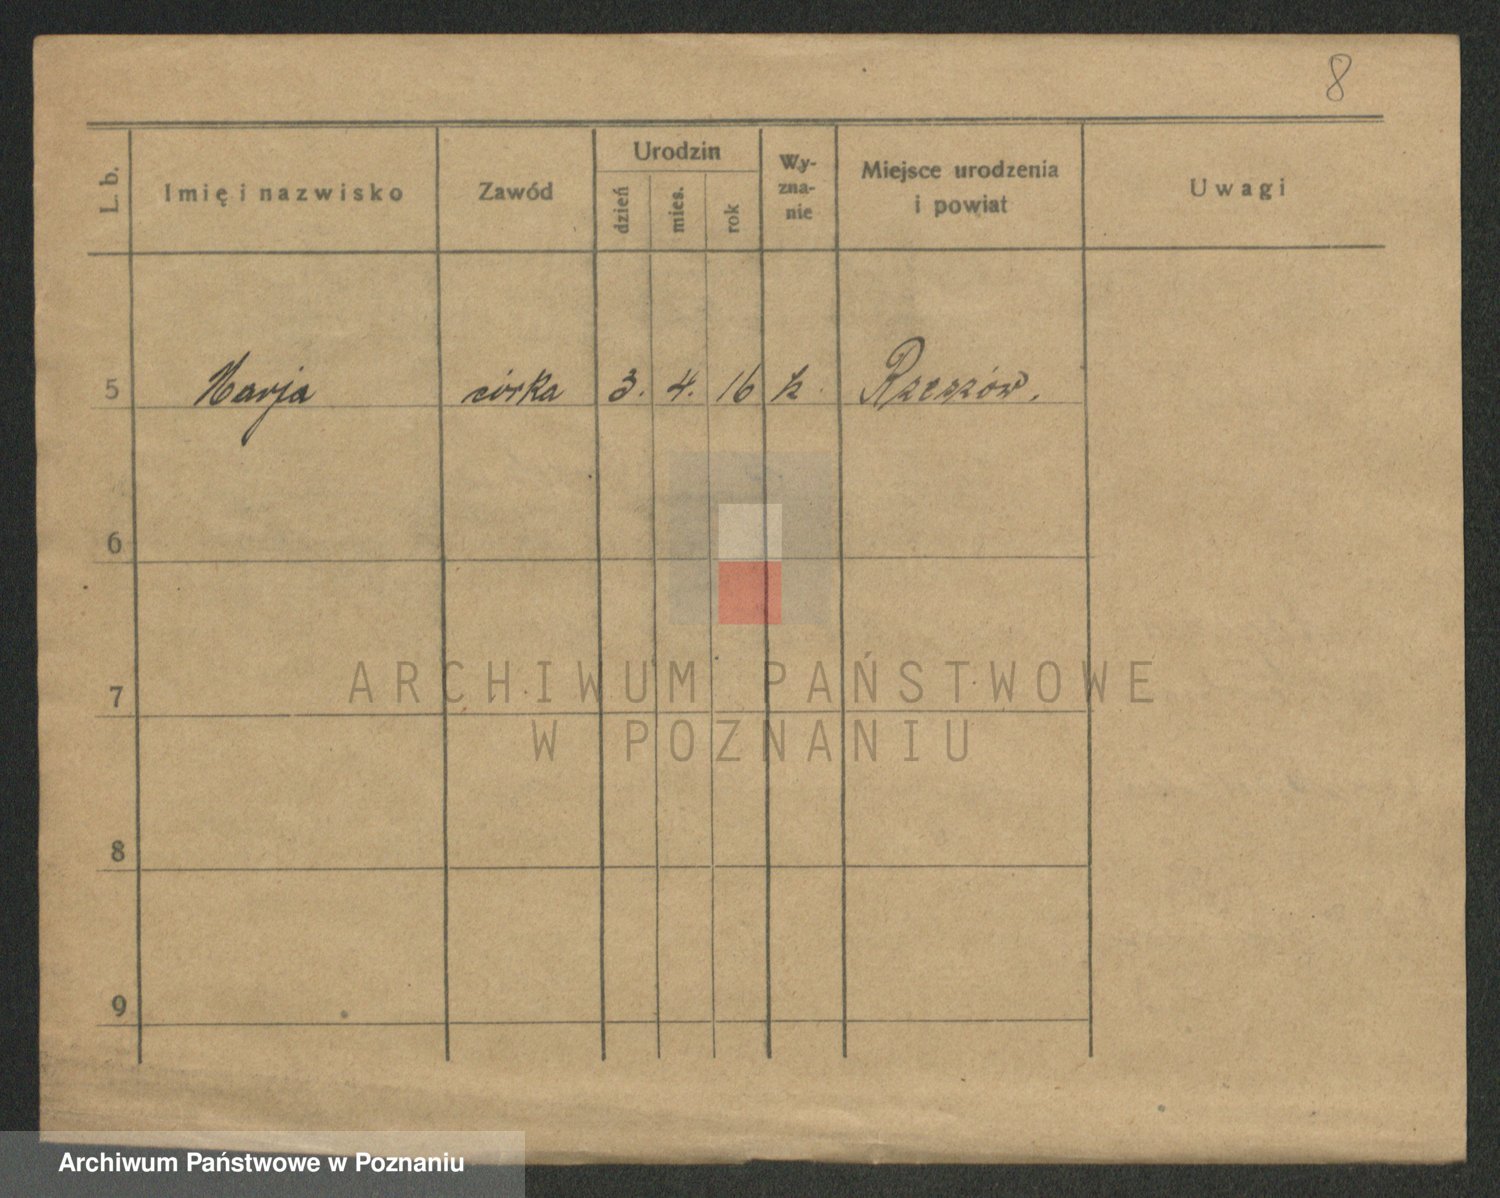 8
L. b.
Imię i nazwisko
Zawód
Urodzin
dzień
mies.
rok
Wy-
zna-
nie
Miejsce urodzenia
i powiat
Uwagi
5 Marja córka 3. 4. 16 k. Rzeszów.
6
7
8
9
ARCHIWUM PAŃSTWOWE
W POZNANIU
Archiwum Państwowe w Poznaniu